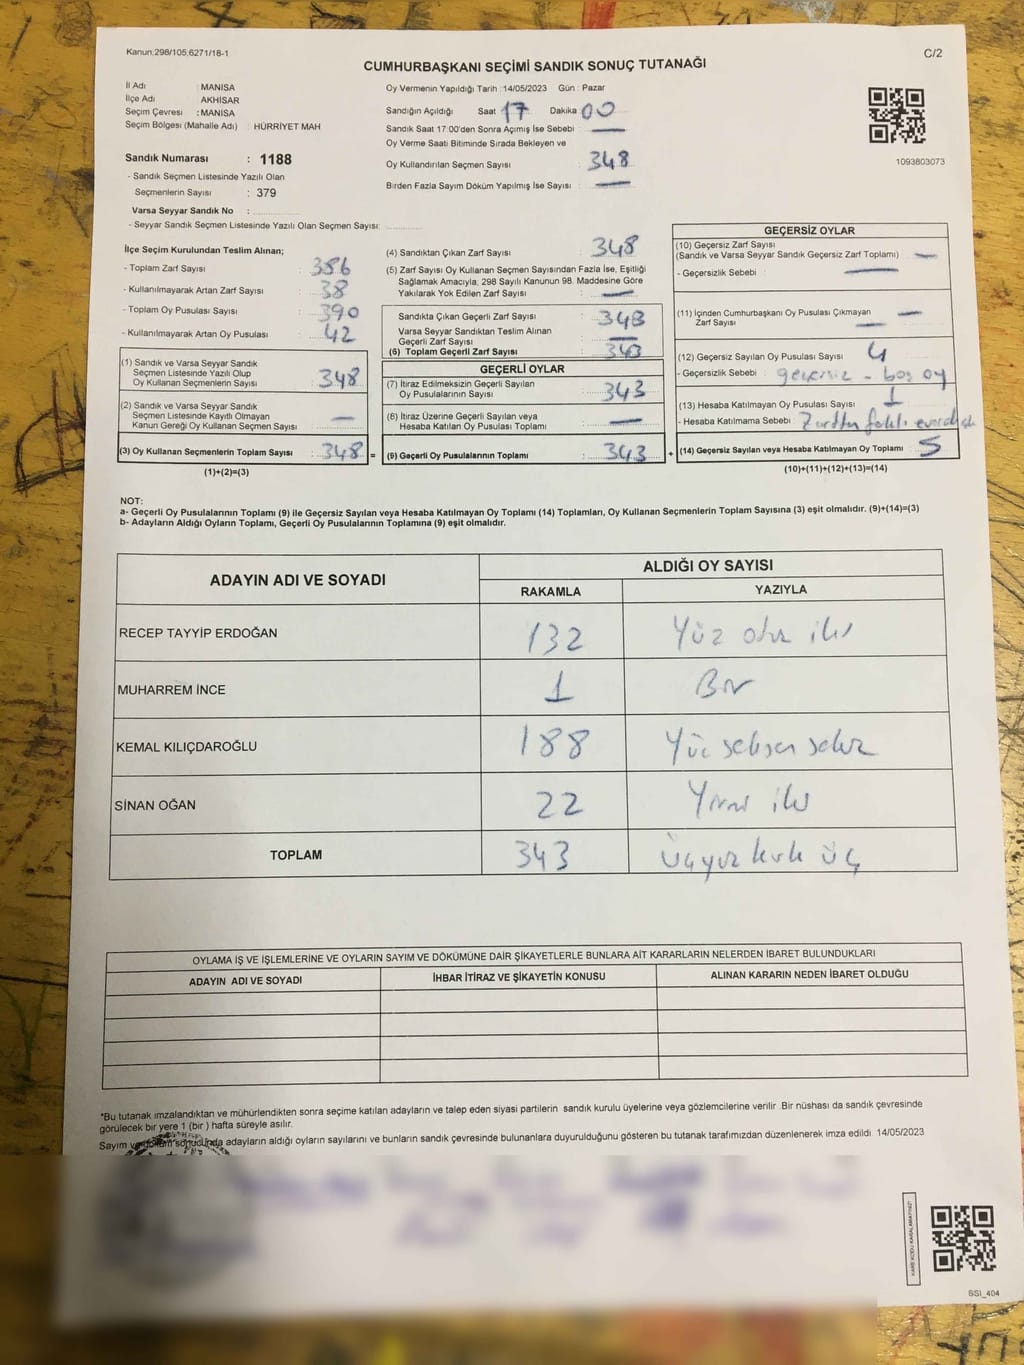 Kanun:298/105,6271/18-1
C/2
CUMHURBAŞKANI SEÇİMİ SANDIK SONUÇ TUTANAĞI
İl Adı : MANİSA
İlçe Adı : AKHİSAR
Seçim Çevresi : MANİSA
Seçim Bölgesi (Mahalle Adı) : HÜRRİYET MAH
Sandık Numarası : 1188
- Sandık Seçmen Listesinde Yazılı Olan
Seçmenlerin Sayısı : 379
Varsa Seyyar Sandık No :
- Seyyar Sandık Seçmen Listesinde Yazılı Olan Seçmen Sayısı:
Oy Vermenin Yapıldığı Tarih : 14/05/2023 Gün : Pazar
Sandığın Açıldığı Saat 17 Dakika 00
Sandık Saat 17:00'den Sonra Açımış İse Sebebi : —
Oy Verme Saati Bitiminde Sırada Bekleyen ve
Oy Kullandırılan Seçmen Sayısı : 348
Birden Fazla Sayım Döküm Yapılmış İse Sayısı : —
1093803073
İlçe Seçim Kurulundan Teslim Alınan;
- Toplam Zarf Sayısı : 386
- Kullanılmayarak Artan Zarf Sayısı : 38
- Toplam Oy Pusulası Sayısı : 390
- Kullanılmayarak Artan Oy Pusulası : 42
(1) Sandık ve Varsa Seyyar Sandık
Seçmen Listesinde Yazılı Olup
Oy Kullanan Seçmenlerin Sayısı : 348
(2) Sandık ve Varsa Seyyar Sandık
Seçmen Listesinde Kayıtlı Olmayan
Kanun Gereği Oy Kullanan Seçmen Sayısı : —
(3) Oy Kullanan Seçmenlerin Toplam Sayısı : 348 =
(1)+(2)=(3)
(4) Sandıktan Çıkan Zarf Sayısı : 348
(5) Zarf Sayısı Oy Kullanan Seçmen Sayısından Fazla İse, Eşitliği
Sağlamak Amacıyla, 298 Sayılı Kanunun 98. Maddesine Göre
Yakılarak Yok Edilen Zarf Sayısı : —
Sandıkta Çıkan Geçerli Zarf Sayısı : 348
Varsa Seyyar Sandıktan Teslim Alınan
Geçerli Zarf Sayısı : —
(6) Toplam Geçerli Zarf Sayısı : 343
GEÇERLİ OYLAR
(7) İtiraz Edilmeksizin Geçerli Sayılan
Oy Pusulalarının Sayısı : 343
(8) İtiraz Üzerine Geçerli Sayılan veya
Hesaba Katılan Oy Pusulası Toplamı : —
(9) Geçerli Oy Pusulalarının Toplamı : 343 +
GEÇERSİZ OYLAR
(10) Geçersiz Zarf Sayısı
(Sandık ve Varsa Seyyar Sandık Geçersiz Zarf Toplamı) : —
- Geçersizlik Sebebi : —
(11) İçinden Cumhurbaşkanı Oy Pusulası Çıkmayan
Zarf Sayısı : —
(12) Geçersiz Sayılan Oy Pusulası Sayısı : 4
- Geçersizlik Sebebi : geçersiz - boş oy
(13) Hesaba Katılmayan Oy Pusulası Sayısı : 1
- Hesaba Katılmama Sebebi : Zarftan
(14) Geçersiz Sayılan veya Hesaba Katılmayan Oy Toplamı : 5
(10)+(11)+(12)+(13)=(14)
NOT:
a- Geçerli Oy Pusulalarının Toplamı (9) ile Geçersiz Sayılan veya Hesaba Katılmayan Oy Toplamı (14) Toplamları, Oy Kullanan Seçmenlerin Toplam Sayısına (3) eşit olmalıdır. (9)+(14)=(3)
b- Adayların Aldığı Oyların Toplamı, Geçerli Oy Pusulalarının Toplamına (9) eşit olmalıdır.
ADAYIN ADI VE SOYADI ALDIĞI OY SAYISI
RAKAMLA YAZIYLA
RECEP TAYYİP ERDOĞAN 132 Yüz otuz iki
MUHARREM İNCE 1 Bir
KEMAL KILIÇDAROĞLU 188 Yüz seksen sekiz
SİNAN OĞAN 22 Yirmi iki
TOPLAM 343 üçyüz kırk üç
OYLAMA İŞ VE İŞLEMLERİNE VE OYLARIN SAYIM VE DÖKÜMÜNE DAİR ŞİKAYETLERLE BUNLARA AİT KARARLARIN NELERDEN İBARET BULUNDUKLARI
ADAYIN ADI VE SOYADI İHBAR İTİRAZ VE ŞİKAYETİN KONUSU ALINAN KARARIN NEDEN İBARET OLDUĞU
*Bu tutanak imzalandıktan ve mühürlendikten sonra seçime katılan adayların ve talep eden siyasi partilerin sandık kurulu üyelerine veya gözlemcilerine verilir. Bir nüshası da sandık çevresinde
görülecek bir yere 1 (bir ) hafta süreyle asılır.
Sayım ve döküm sonucunda adayların aldığı oyların sayılarını ve bunların sandık çevresinde bulunanlara duyurulduğunu gösteren bu tutanak tarafımızdan düzenlenerek imza edildi. 14/05/2023
KARE KODU KARALAMAYINIZ!
SSI_404